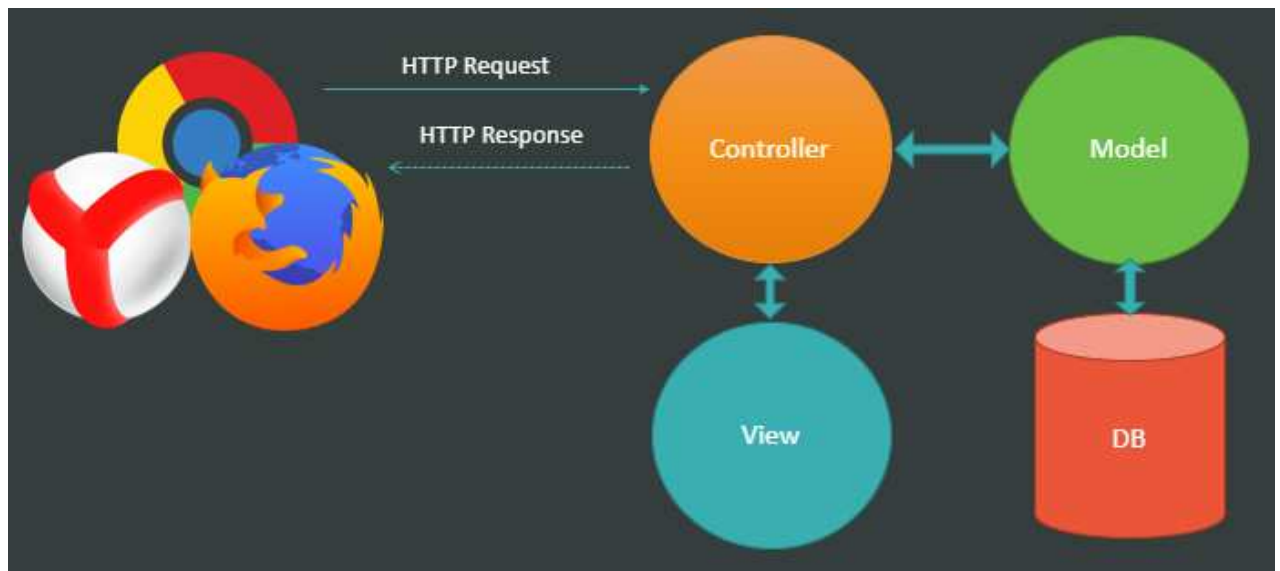 HTTP Request
HTTP Response
Controller
Model
View
DB